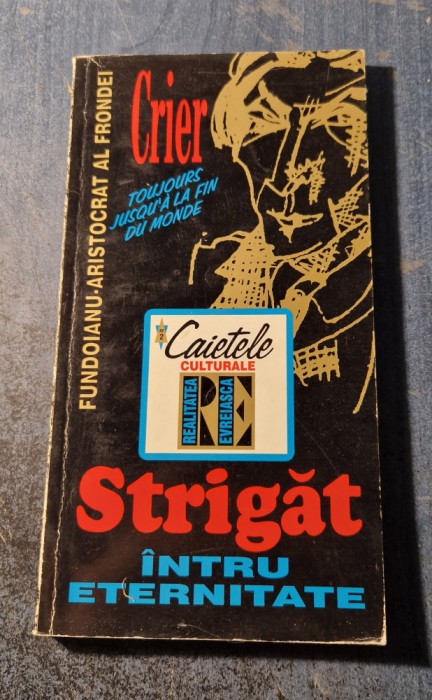 FUNDOIANU-ARISTOCRAT AL FRONDEI
Crier
TOUJOURS
JUSQU'À LA FIN
DU MONDE
2
Caietele
CULTURALE
REALITATEA
EVREIASCA
RE
Strigăt
ÎNTRU
ETERNITATE